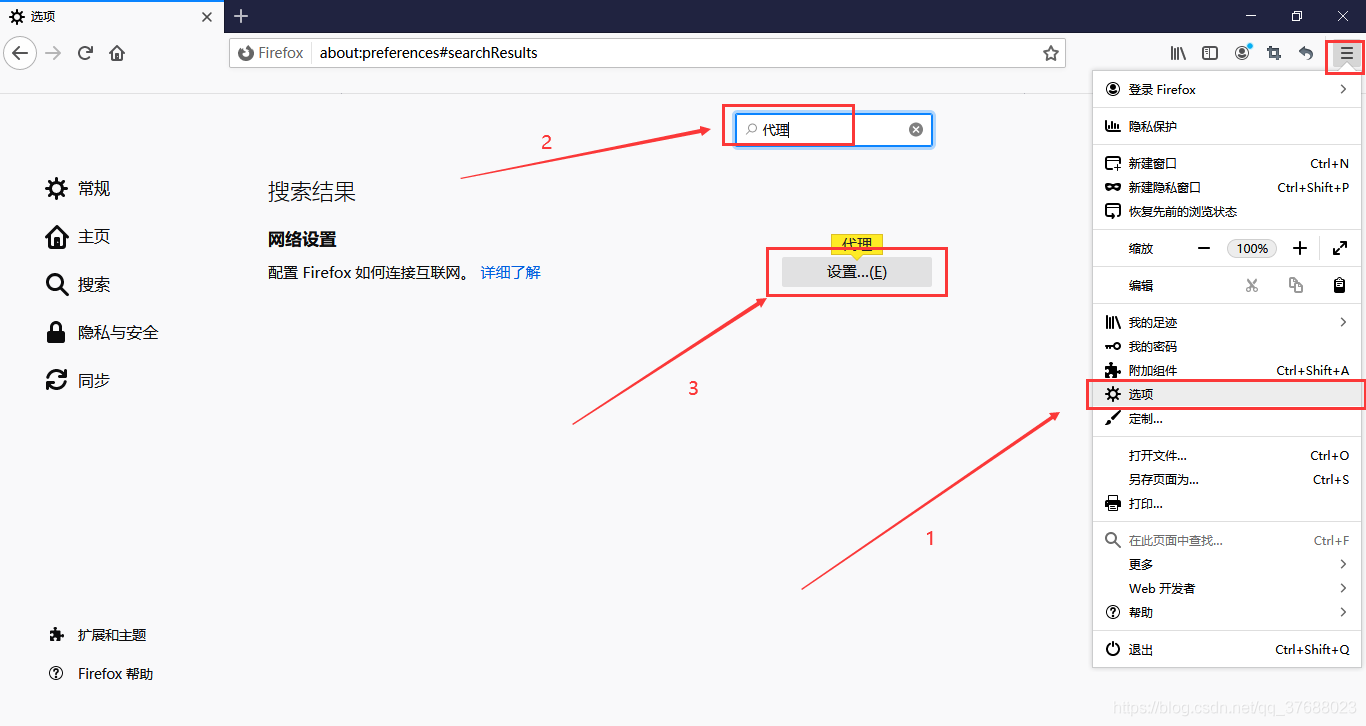 选项
Firefox about:preferences#searchResults
代理
2
常规
主页
搜索
隐私与安全
同步
搜索结果
网络设置
配置 Firefox 如何连接互联网。 详细了解
代理
设置...(E)
3
1
扩展和主题
Firefox 帮助
登录 Firefox
隐私保护
新建窗口 Ctrl+N
新建隐私窗口 Ctrl+Shift+P
恢复先前的浏览状态
缩放 100%
编辑
我的足迹
我的密码
附加组件 Ctrl+Shift+A
选项
定制...
打开文件... Ctrl+O
另存页面为... Ctrl+S
打印...
在此页面中查找... Ctrl+F
更多
Web 开发者
帮助
退出 Ctrl+Shift+Q
https://blog.csdn.net/qq_37688023